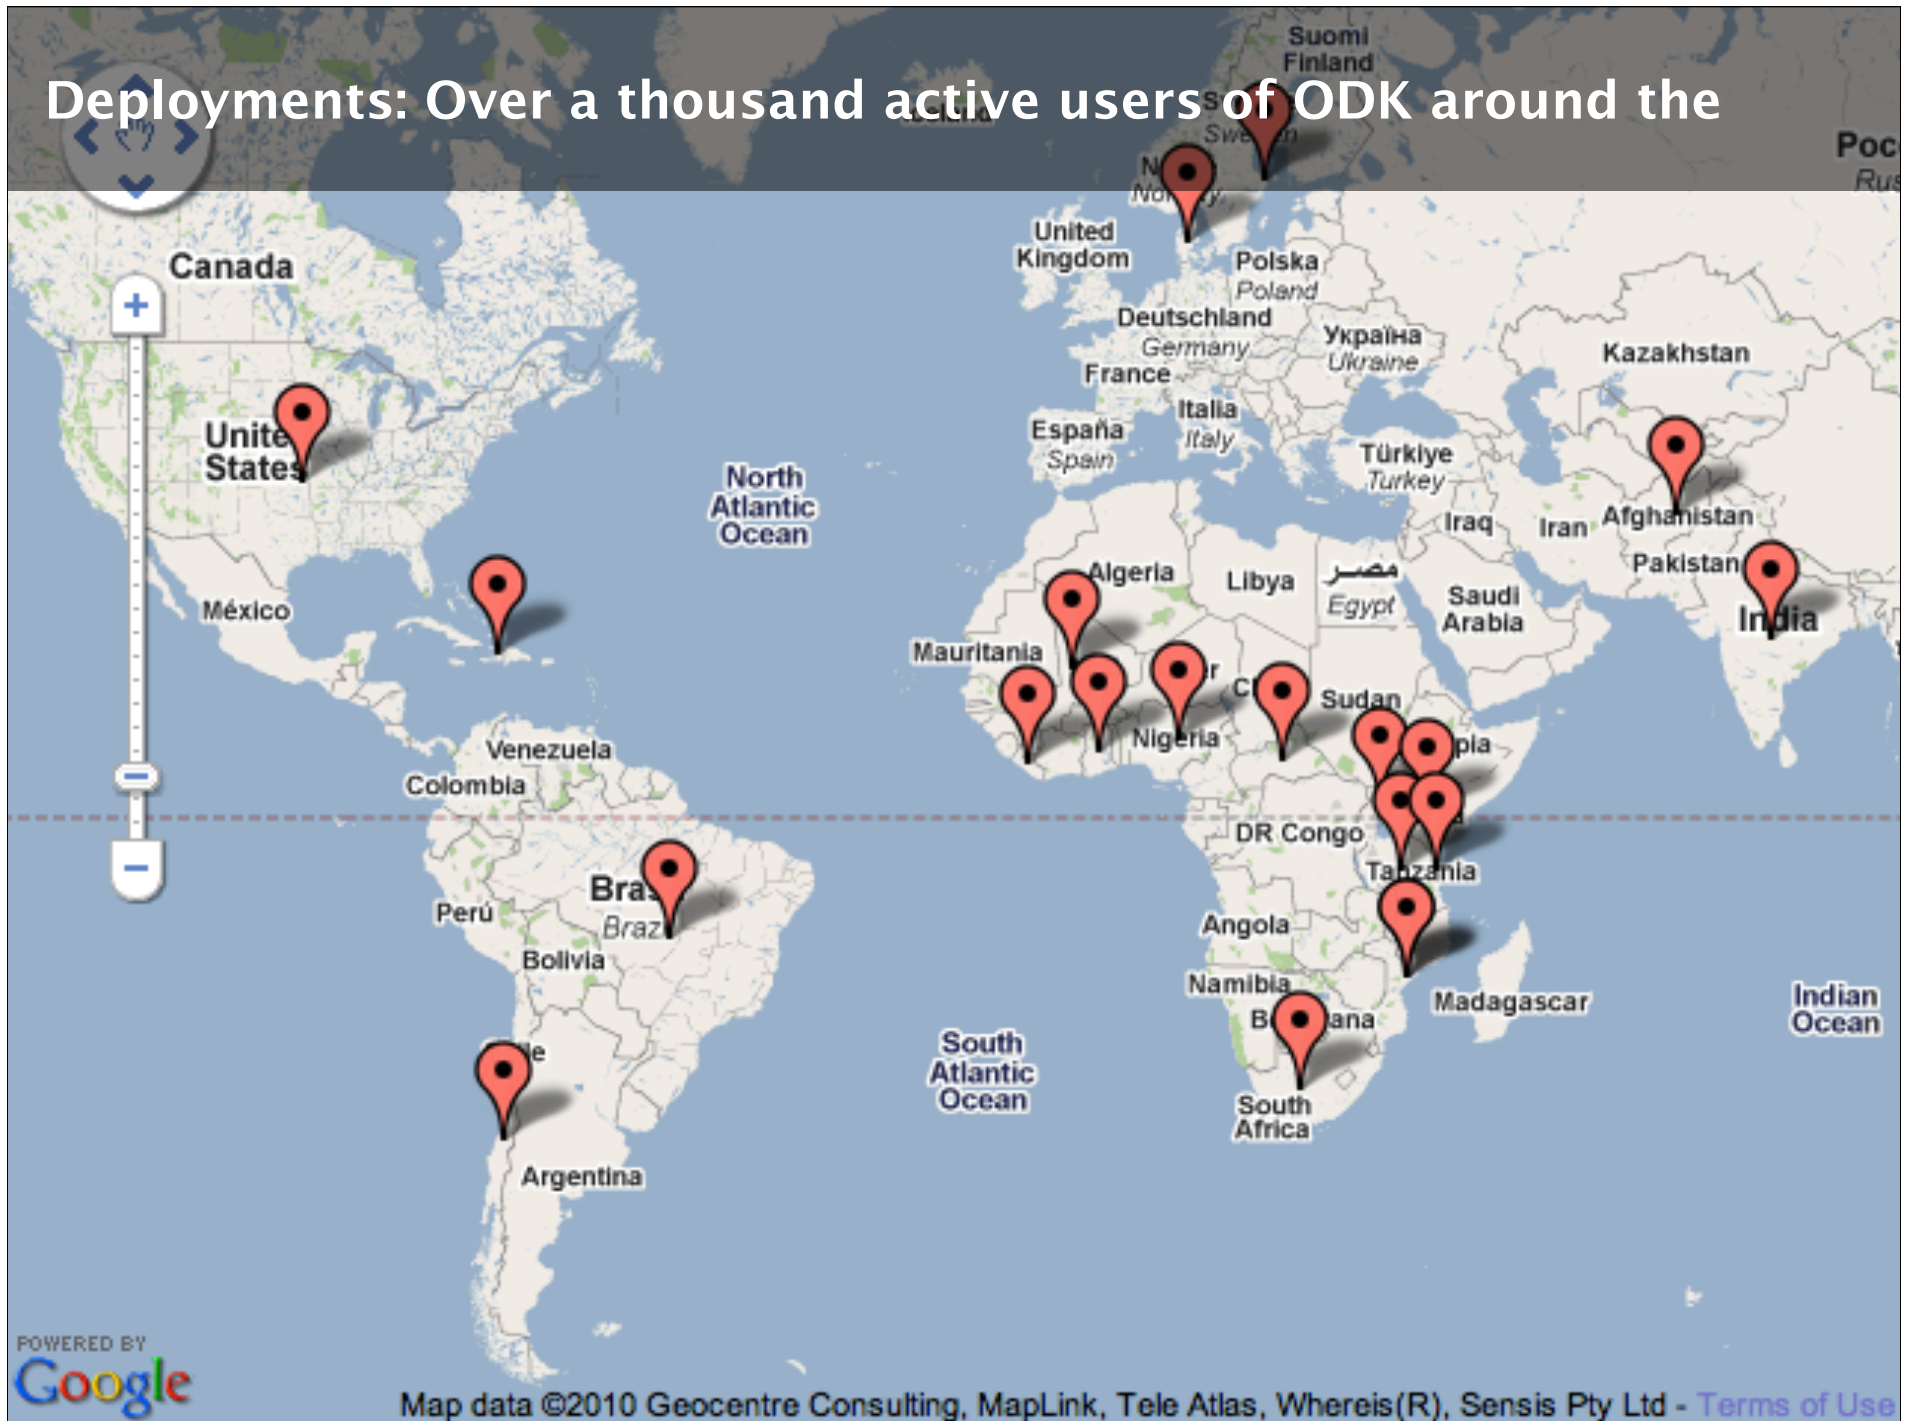 Deployments: Over a thousand active users of ODK around the
Suomi
Finland
Canada
United
Kingdom
Polska
Poland
Deutschland
Germany
Україна
Ukraine
France
Kazakhstan
Italia
Italy
España
Spain
Türkiye
Turkey
States
North
Atlantic
Ocean
Iraq
Iran
Afghanistan
Pakistan
India
Algeria
Libya
مصر
Egypt
Saudi
Arabia
México
Mauritania
Sudan
Nigeria
Venezuela
Colombia
DR Congo
Tanzania
Perú
Bolivia
Angola
Namibia
Madagascar
Indian
Ocean
South
Atlantic
Ocean
South
Africa
Argentina
POWERED BY
Google
Map data ©2010 Geocentre Consulting, MapLink, Tele Atlas, Whereis(R), Sensis Pty Ltd - Terms of Use